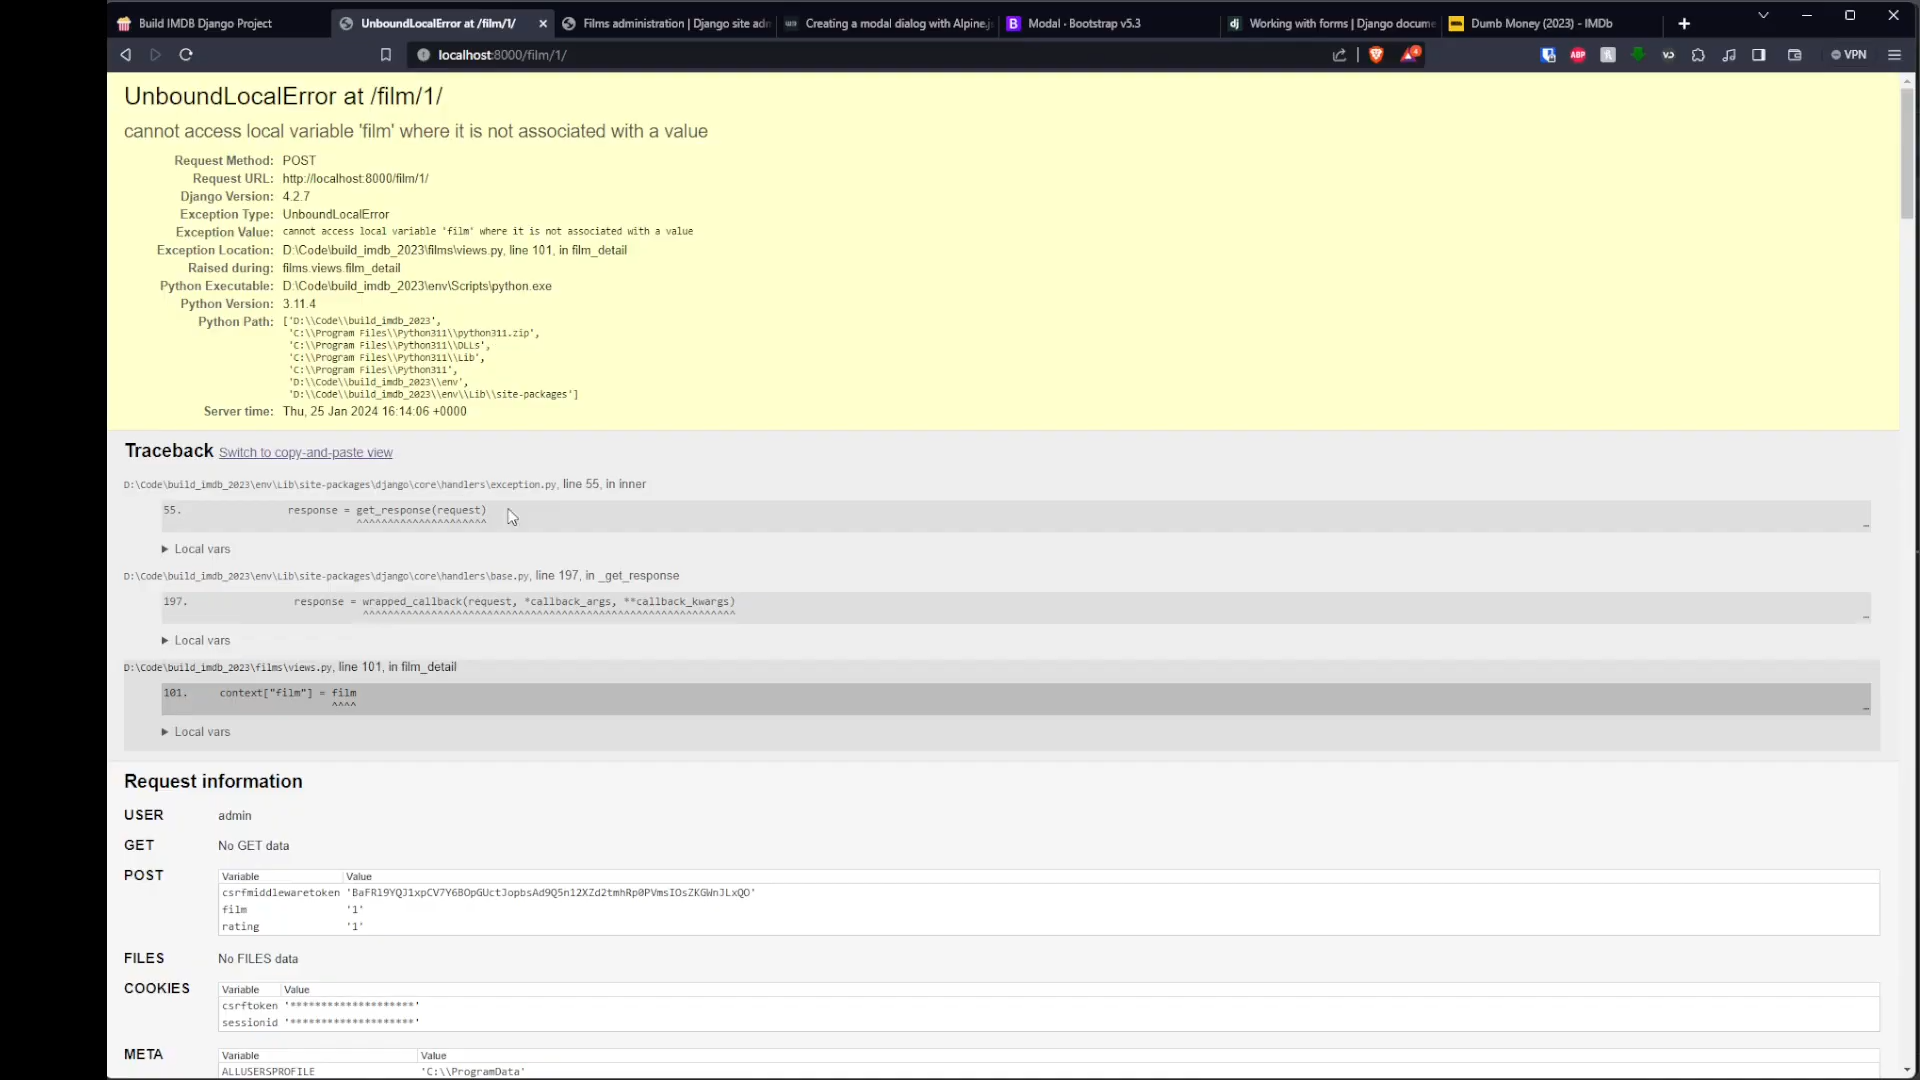 Build IMDB Django Project
UnboundLocalError at /film/1/
Films administration | Django site adm
Creating a modal dialog with Alpine.j
Modal · Bootstrap v5.3
Working with forms | Django docume
Dumb Money (2023) - IMDb
localhost:8000/film/1/
VPN
UnboundLocalError at /film/1/
cannot access local variable 'film' where it is not associated with a value
Request Method: POST
Request URL: http://localhost:8000/film/1/
Django Version: 4.2.7
Exception Type: UnboundLocalError
Exception Value: cannot access local variable 'film' where it is not associated with a value
Exception Location: D:\Code\build_imdb_2023\films\views.py, line 101, in film_detail
Raised during: films.views.film_detail
Python Executable: D:\Code\build_imdb_2023\env\Scripts\python.exe
Python Version: 3.11.4
Python Path: ['D:\\Code\\build_imdb_2023',
'C:\\Program Files\\Python311\\python311.zip',
'C:\\Program Files\\Python311\\DLLs',
'C:\\Program Files\\Python311\\Lib',
'C:\\Program Files\\Python311',
'D:\\Code\\build_imdb_2023\\env',
'D:\\Code\\build_imdb_2023\\env\\Lib\\site-packages']
Server time: Thu, 25 Jan 2024 16:14:06 +0000
Traceback Switch to copy-and-paste view
D:\Code\build_imdb_2023\env\Lib\site-packages\django\core\handlers\exception.py, line 55, in inner
55. response = get_response(request)
^^^^^^^^^^^^^^^^^^^^^
…
Local vars
D:\Code\build_imdb_2023\env\Lib\site-packages\django\core\handlers\base.py, line 197, in _get_response
197. response = wrapped_callback(request, *callback_args, **callback_kwargs)
^^^^^^^^^^^^^^^^^^^^^^^^^^^^^^^^^^^^^^^^^^^^^^^^^^^^^^^^^^^^
…
Local vars
D:\Code\build_imdb_2023\films\views.py, line 101, in film_detail
101. context["film"] = film
^^^^
…
Local vars
Request information
USER admin
GET No GET data
POST Variable Value
csrfmiddlewaretoken
film '1'
rating '1'
FILES No FILES data
COOKIES Variable Value
csrftoken '********************'
sessionid '********************'
META Variable Value
ALLUSERSPROFILE 'C:\\ProgramData'